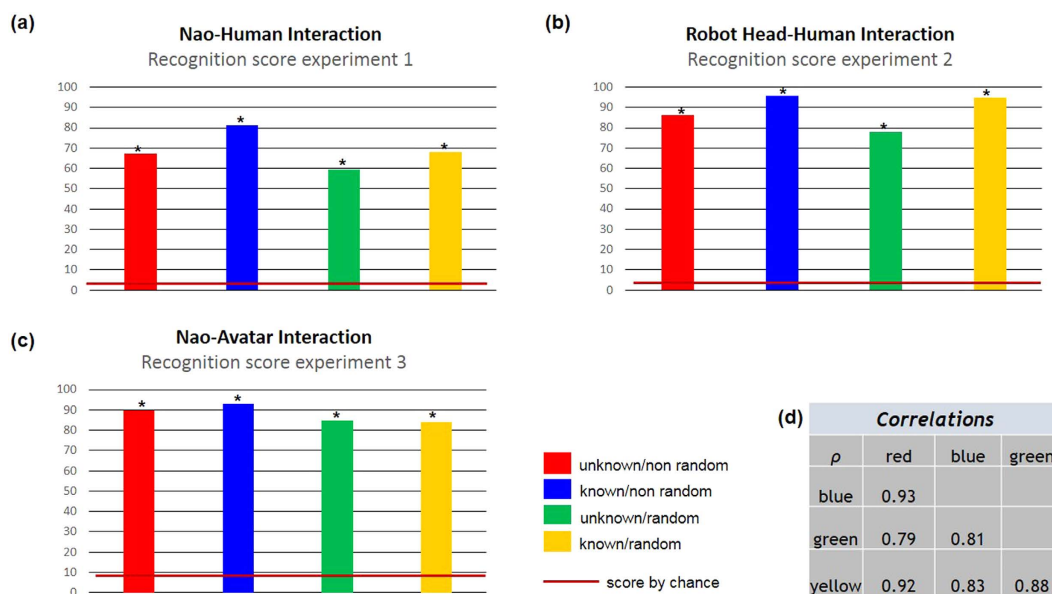 (a)
Nao-Human Interaction
Recognition score experiment 1
100
90
80
70
60
50
40
30
20
10
0
*
*
*
*
(b)
Robot Head-Human Interaction
Recognition score experiment 2
100
90
80
70
60
50
40
30
20
10
0
*
*
*
*
(c)
Nao-Avatar Interaction
Recognition score experiment 3
100
90
80
70
60
50
40
30
20
10
0
*
*
*
*
unknown/non random
known/non random
unknown/random
known/random
score by chance
(d)
Correlations
ρ red blue green
blue 0.93
green 0.79 0.81
yellow 0.92 0.83 0.88